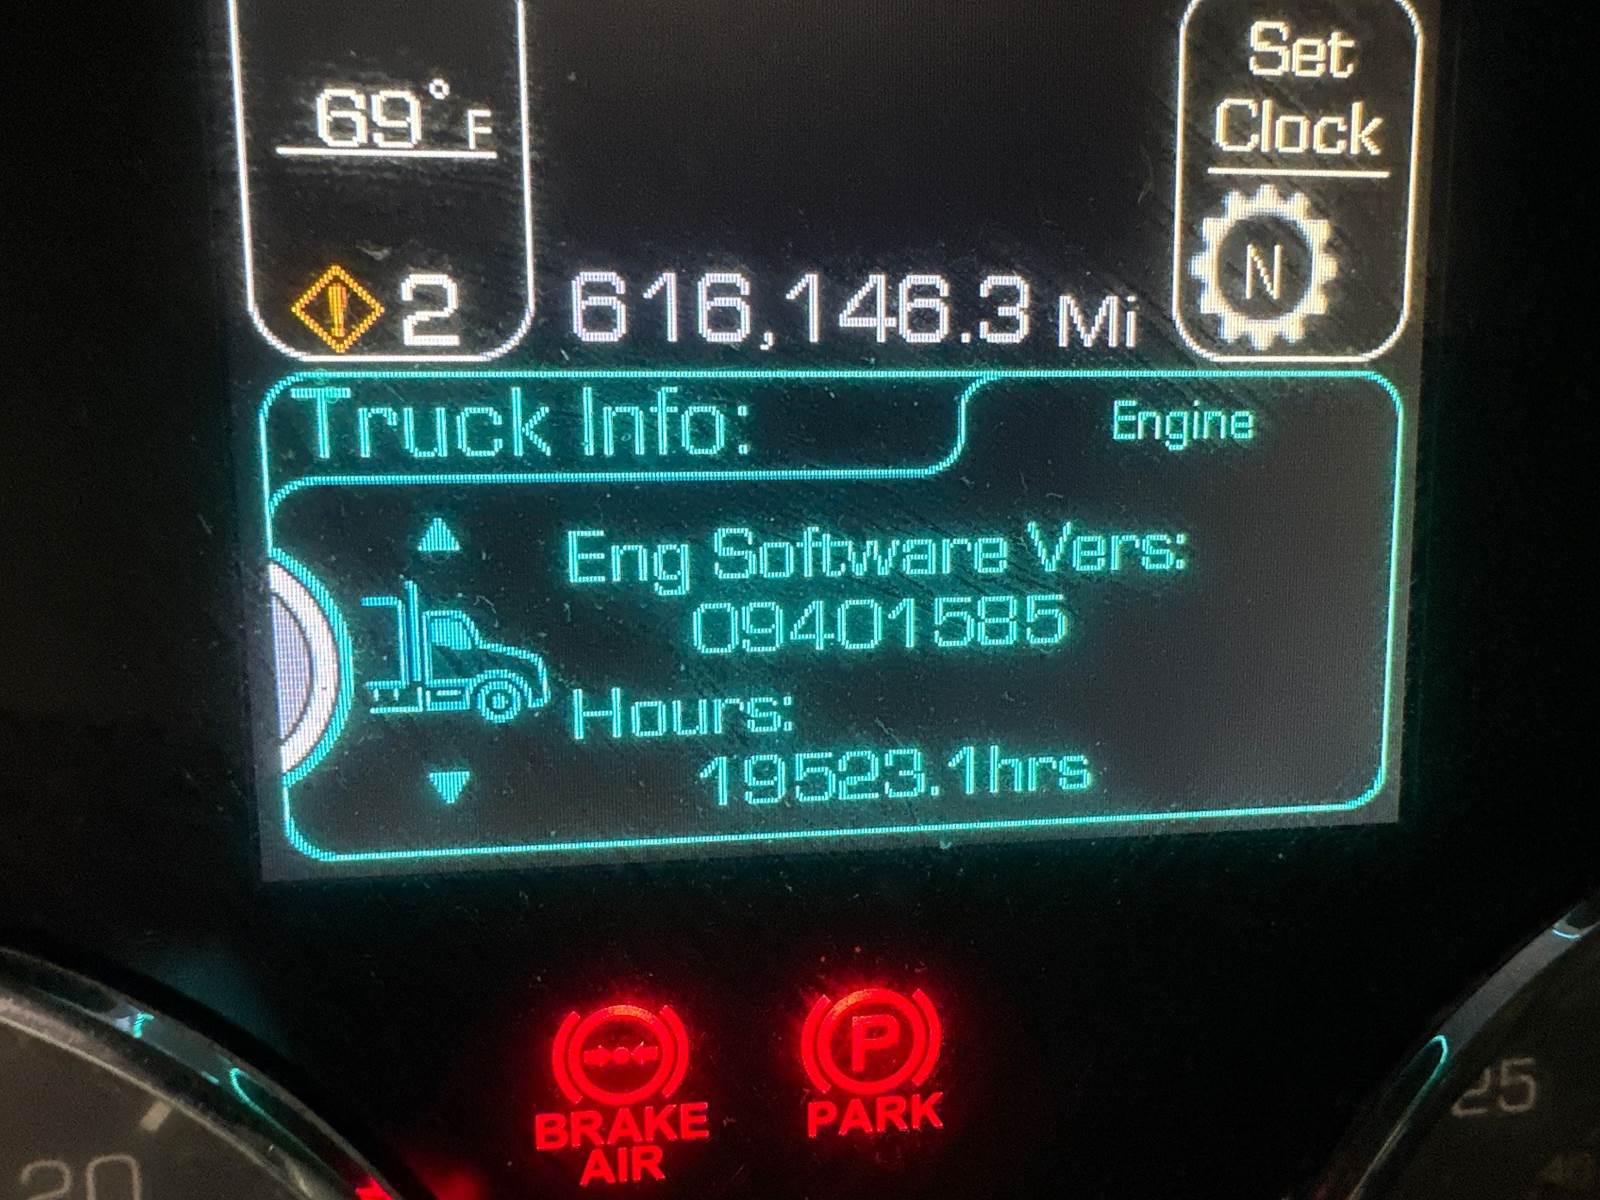 69°F
Set
Clock
N
2
616,146.3 Mi
Truck Info:
Engine
Eng Software Vers:
09401585
Hours:
19523.1hrs
P
BRAKE
AIR
PARK
20
25